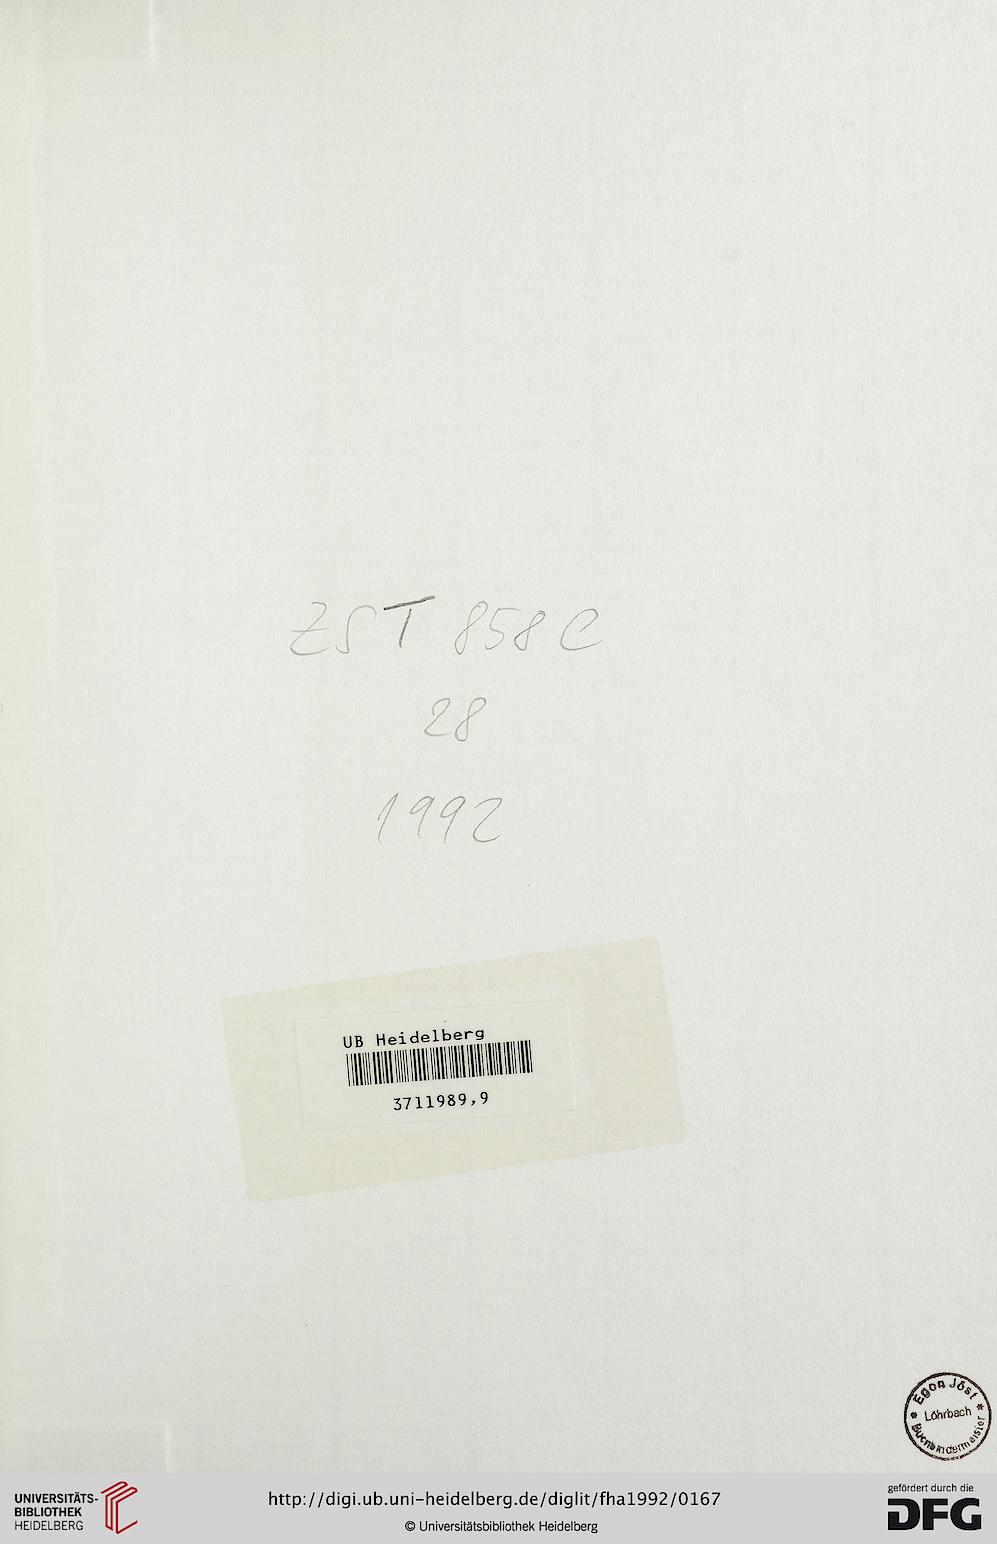 ZST 858 C
28
1992
UB Heidelberg
3711989,9
Egon Jöst
Löhrbach
* Buchbindermeister *
UNIVERSITÄTS-
BIBLIOTHEK
HEIDELBERG
http://digi.ub.uni-heidelberg.de/diglit/fha1992/0167
© Universitätsbibliothek Heidelberg
gefördert durch die
DFG